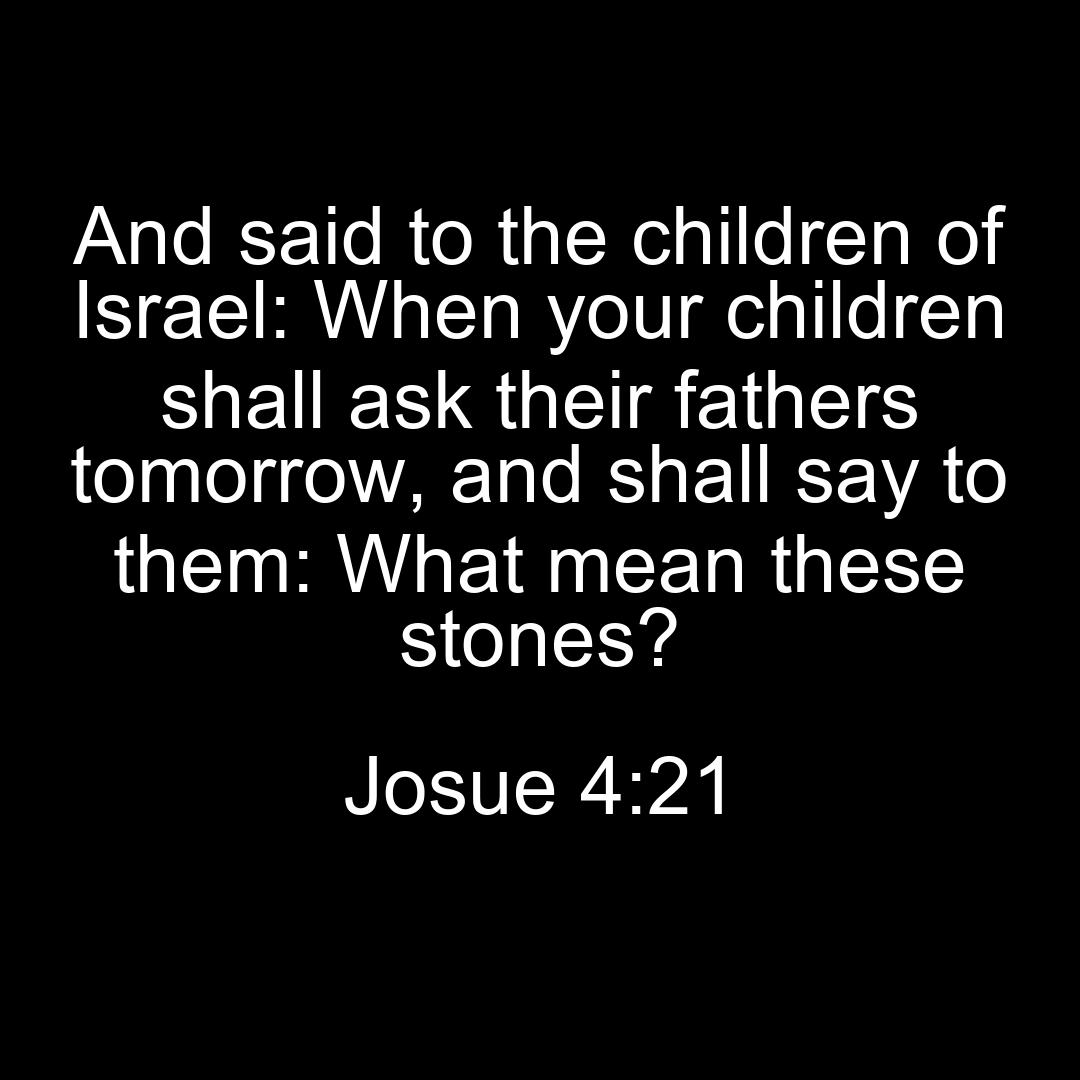 And said to the children of
Israel: When your children
shall ask their fathers
tomorrow, and shall say to
them: What mean these
stones?
Josue 4:21